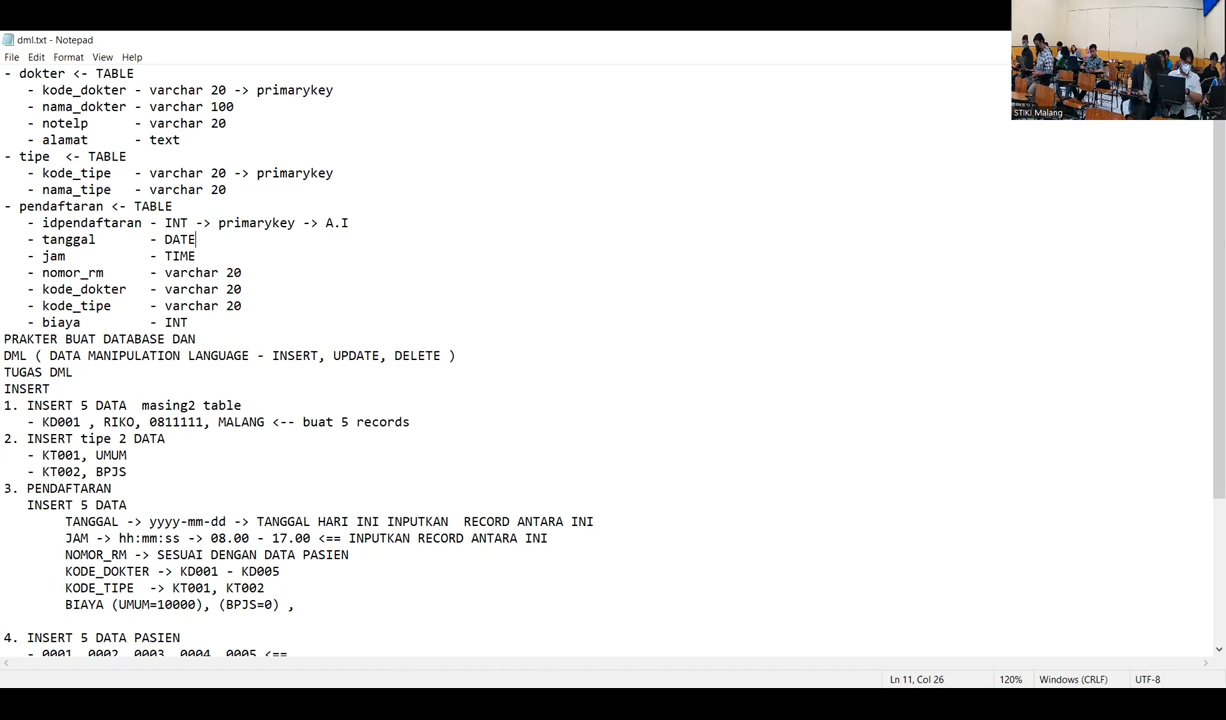 dml.txt - Notepad
File Edit Format View Help
- dokter <- TABLE
- kode_dokter - varchar 20 -> primarykey
- nama_dokter - varchar 100
- notelp - varchar 20
- alamat - text
- tipe <- TABLE
- kode_tipe - varchar 20 -> primarykey
- nama_tipe - varchar 20
- pendaftaran <- TABLE
- idpendaftaran - INT -> primarykey -> A.I
- tanggal - DATE
- jam - TIME
- nomor_rm - varchar 20
- kode_dokter - varchar 20
- kode_tipe - varchar 20
- biaya - INT
PRAKTER BUAT DATABASE DAN
DML ( DATA MANIPULATION LANGUAGE - INSERT, UPDATE, DELETE )
TUGAS DML
INSERT
1. INSERT 5 DATA masing2 table
- KD001 , RIKO, 0811111, MALANG <-- buat 5 records
2. INSERT tipe 2 DATA
- KT001, UMUM
- KT002, BPJS
3. PENDAFTARAN
INSERT 5 DATA
TANGGAL -> yyyy-mm-dd -> TANGGAL HARI INI INPUTKAN RECORD ANTARA INI
JAM -> hh:mm:ss -> 08.00 - 17.00 <== INPUTKAN RECORD ANTARA INI
NOMOR_RM -> SESUAI DENGAN DATA PASIEN
KODE_DOKTER -> KD001 - KD005
KODE_TIPE -> KT001, KT002
BIAYA (UMUM=10000), (BPJS=0) ,
4. INSERT 5 DATA PASIEN
- 0001, 0002, 0003, 0004, 0005 <==
Ln 11, Col 26 120% Windows (CRLF) UTF-8
STIKI Malang